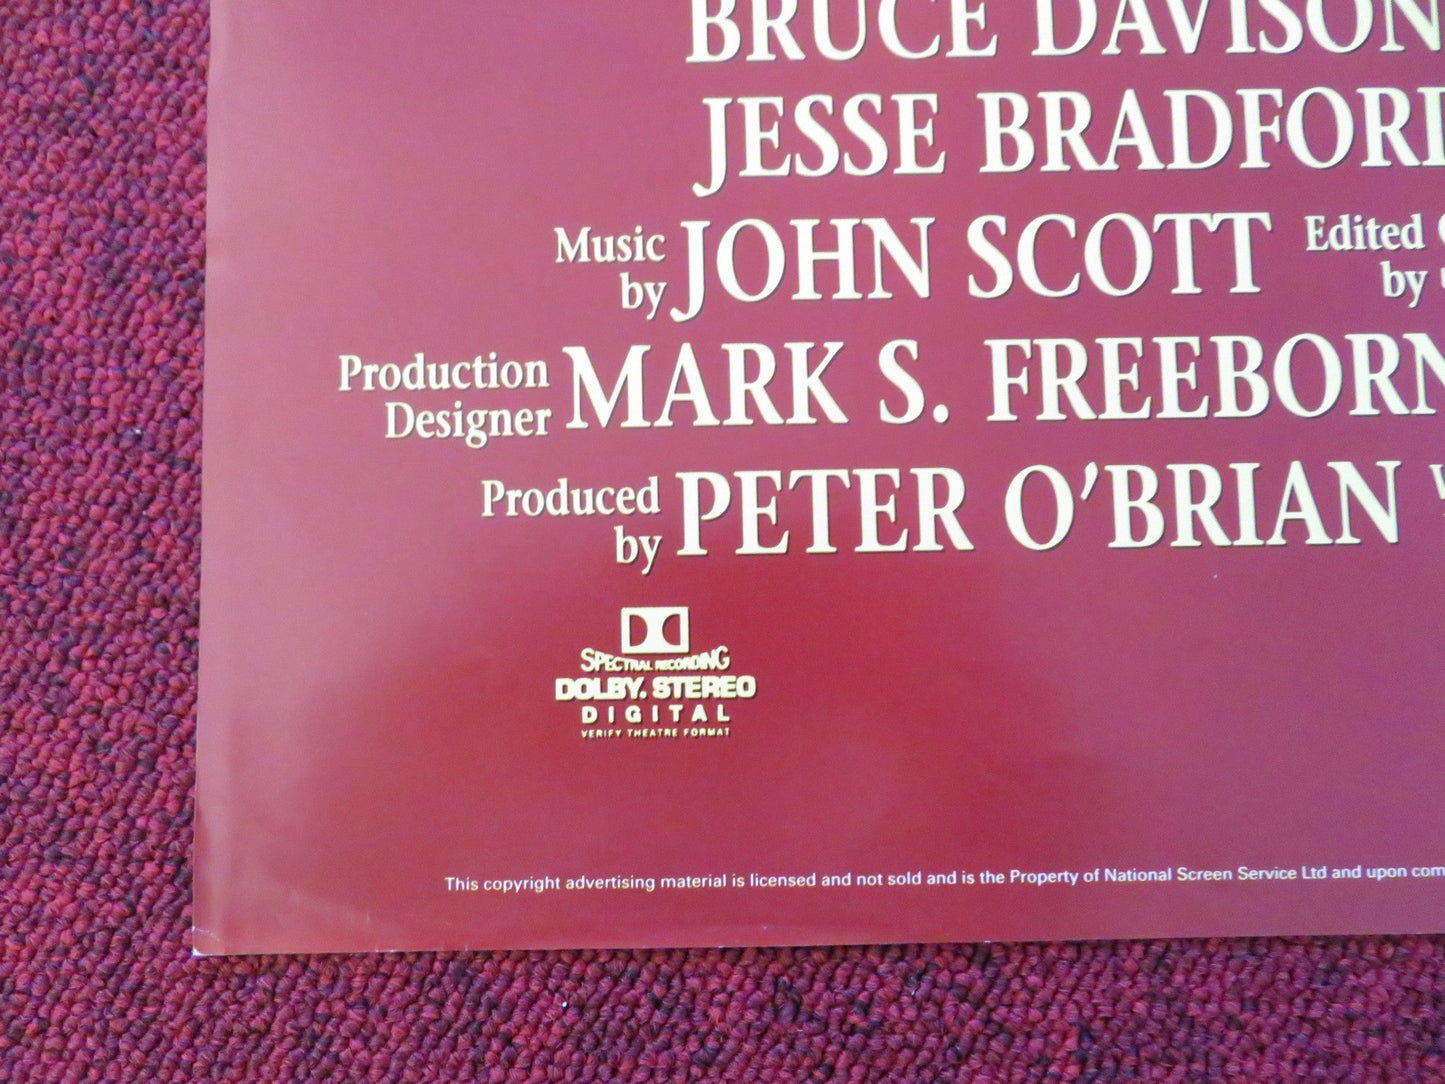 BRUCE DAVISON
JESSE BRADFORD
Music by JOHN SCOTT Edited by
Production Designer MARK S. FREEBORN
Produced by PETER O'BRIAN
SPECTRAL RECORDING
DOLBY. STEREO
DIGITAL
VERIFY THEATRE FORMAT
This copyright advertising material is licensed and not sold and is the Property of National Screen Service Ltd and upon com